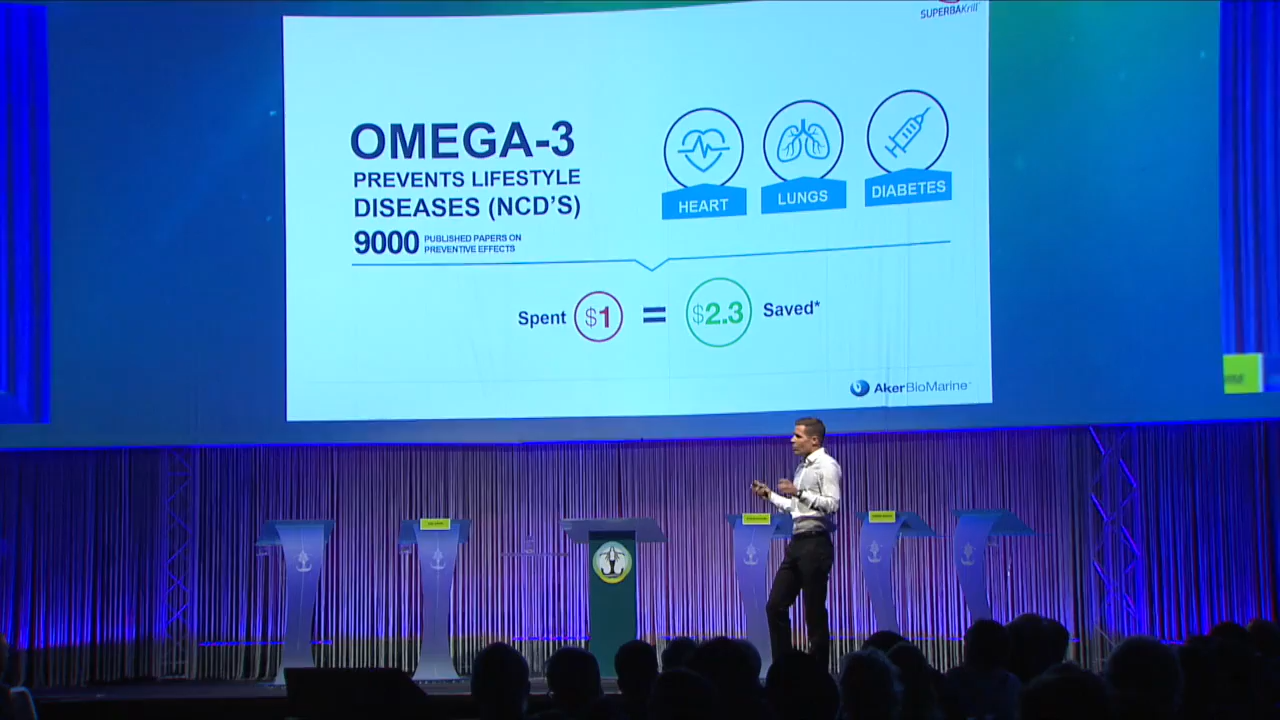 SUPERBAKrill
OMEGA-3
PREVENTS LIFESTYLE
DISEASES (NCD'S)
9000 PUBLISHED PAPERS ON
PREVENTIVE EFFECTS
HEART
LUNGS
DIABETES
Spent $1 = $2.3 Saved*
AkerBioMarine